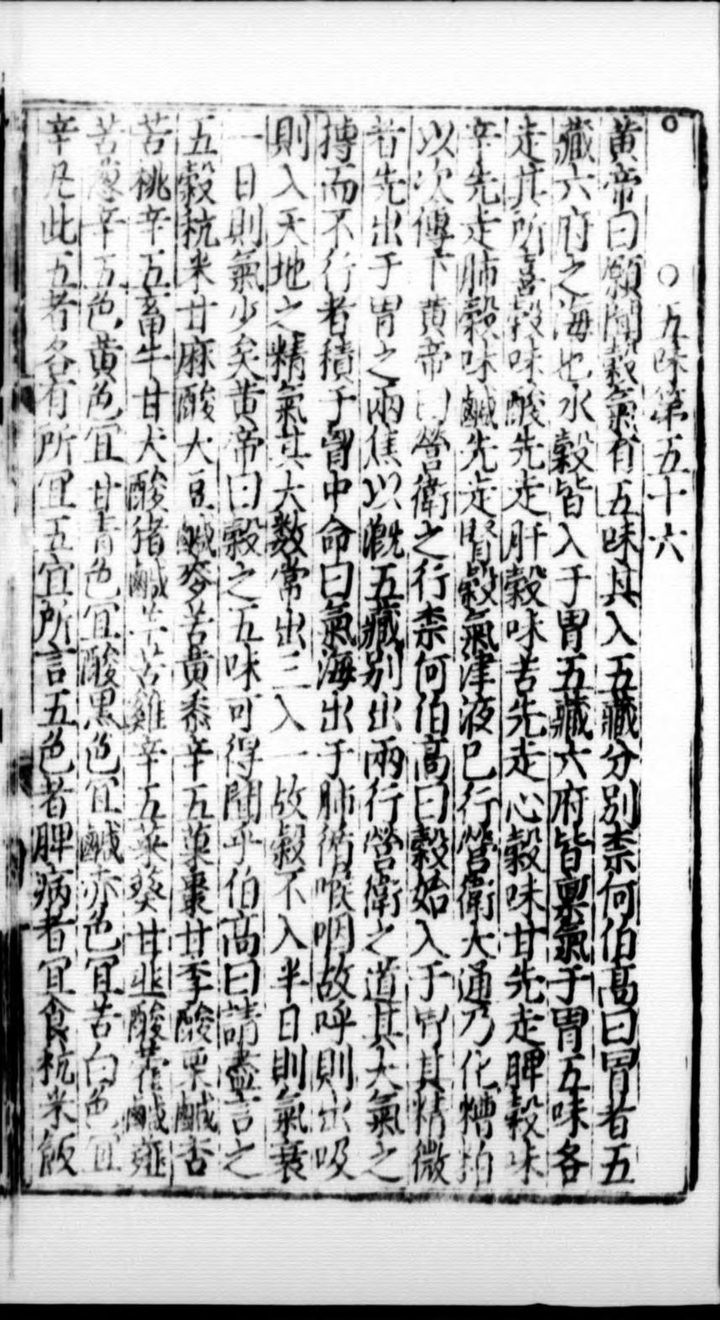 ○五味第五十六
黄帝曰願聞穀氣有五味其入五藏分別柰何伯髙曰胃者五
藏六府之海也水穀皆入于胃五藏六府皆稟氣于胃五味各
走其所喜穀味酸先走肝穀味苦先走心穀味甘先走脾穀味
辛先走肺穀味鹹先走腎穀氣津液已行營衛大通乃化糟粕
以次傳下黄帝曰營衛之行柰何伯髙曰穀始入于胃其精微
者先出于胃之兩焦以漑五藏别出兩行營衛之道其大氣之
摶而不行者積于胷中命曰氣海出于肺循喉咽故呼則出吸
則入天地之精氣其大数常出三入一故穀不入半日則氣衰
一日則氣少矣黄帝曰穀之五味可得聞乎伯髙曰請盡言之
五穀秔米甘麻酸大豆鹹麥苦黄黍辛五菓棗甘李酸栗鹹杏
苦桃辛五畜牛甘犬酸猪鹹羊苦雞辛五菜葵甘韭酸藿鹹薤
苦葱辛五色黄色宜甘青色宜酸黒色宜鹹赤色宜苦白色宜
辛凡此五者各有所宜五宜所言五色者脾病者宜食秔米飯